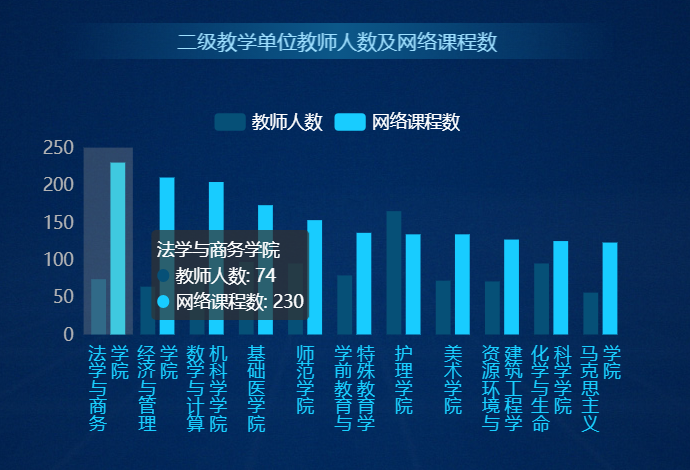 二级教学单位教师人数及网络课程数
教师人数 网络课程数
250
200
150
100
50
0
法学与商务学院
教师人数: 74
网络课程数: 230
法学与商务
学院
经济与管理
学院
数学与计算
机科学学院
基础医学院
师范学院
学前教育与
特殊教育学
护理学院
美术学院
资源环境与
建筑工程学
化学与生命
科学学院
马克思主义
学院